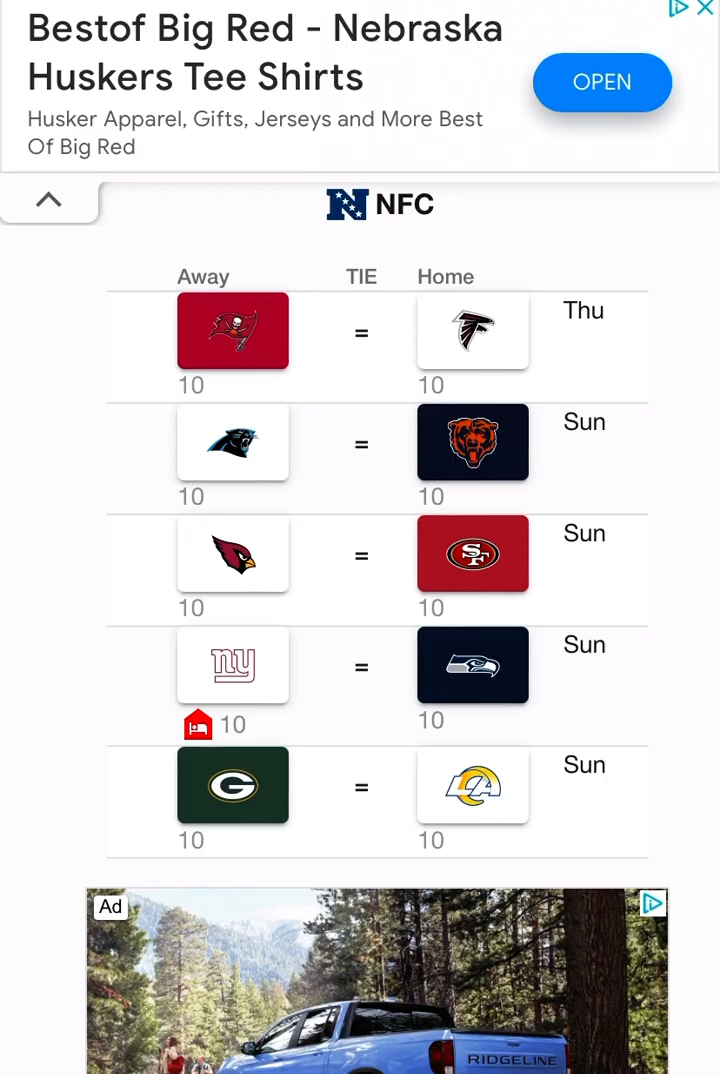 Bestof Big Red - Nebraska
Huskers Tee Shirts
OPEN
Husker Apparel, Gifts, Jerseys and More Best
Of Big Red
NFC
Away TIE Home
= Thu
10 10
= Sun
10 10
= Sun
10 10
ny = Sun
10 10
G = LA Sun
10 10
Ad
RIDGELINE